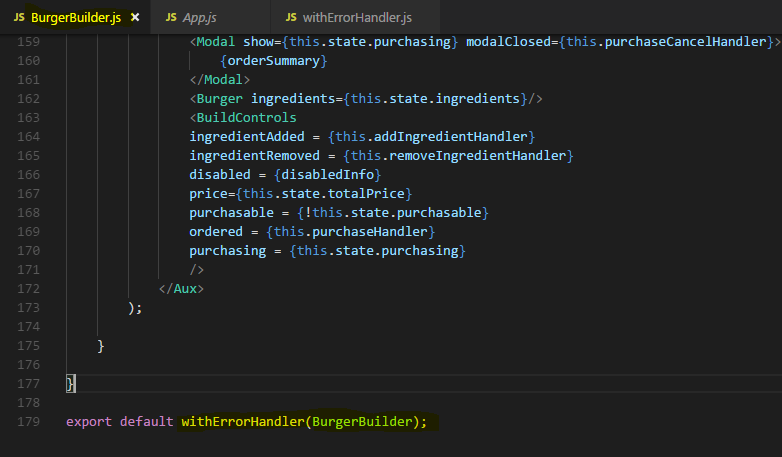 JS BurgerBuilder.js × JS App.js JS withErrorHandler.js
159 <Modal show={this.state.purchasing} modalClosed={this.purchaseCancelHandler}>
160 {orderSummary}
161 </Modal>
162 <Burger ingredients={this.state.ingredients}/>
163 <BuildControls
164 ingredientAdded = {this.addIngredientHandler}
165 ingredientRemoved = {this.removeIngredientHandler}
166 disabled = {disabledInfo}
167 price={this.state.totalPrice}
168 purchasable = {!this.state.purchasable}
169 ordered = {this.purchaseHandler}
170 purchasing = {this.state.purchasing}
171 />
172 </Aux>
173 );
174
175 }
176
177 }
178
179 export default withErrorHandler(BurgerBuilder);